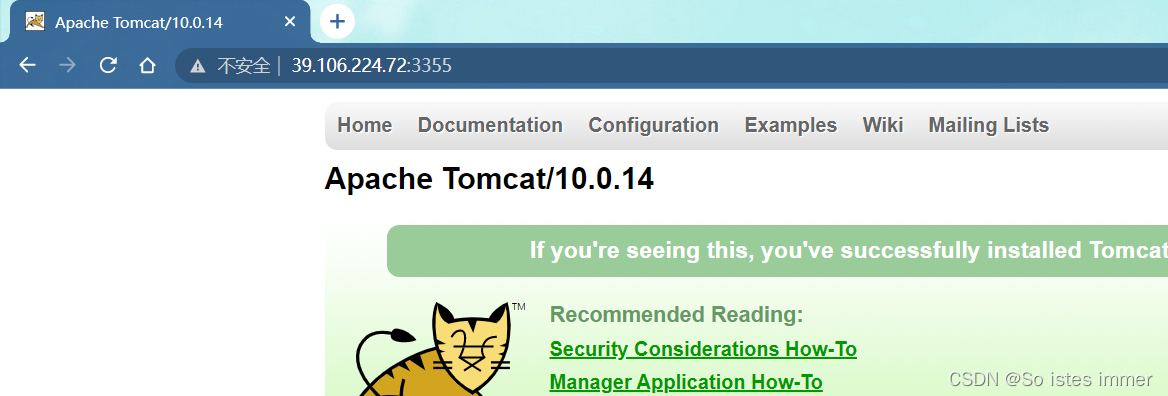 Apache Tomcat/10.0.14
不安全 39.106.224.72:3355
Home Documentation Configuration Examples Wiki Mailing Lists
Apache Tomcat/10.0.14
If you're seeing this, you've successfully installed Tomcat
TM
Recommended Reading:
Security Considerations How-To
Manager Application How-To
CSDN @So istes immer